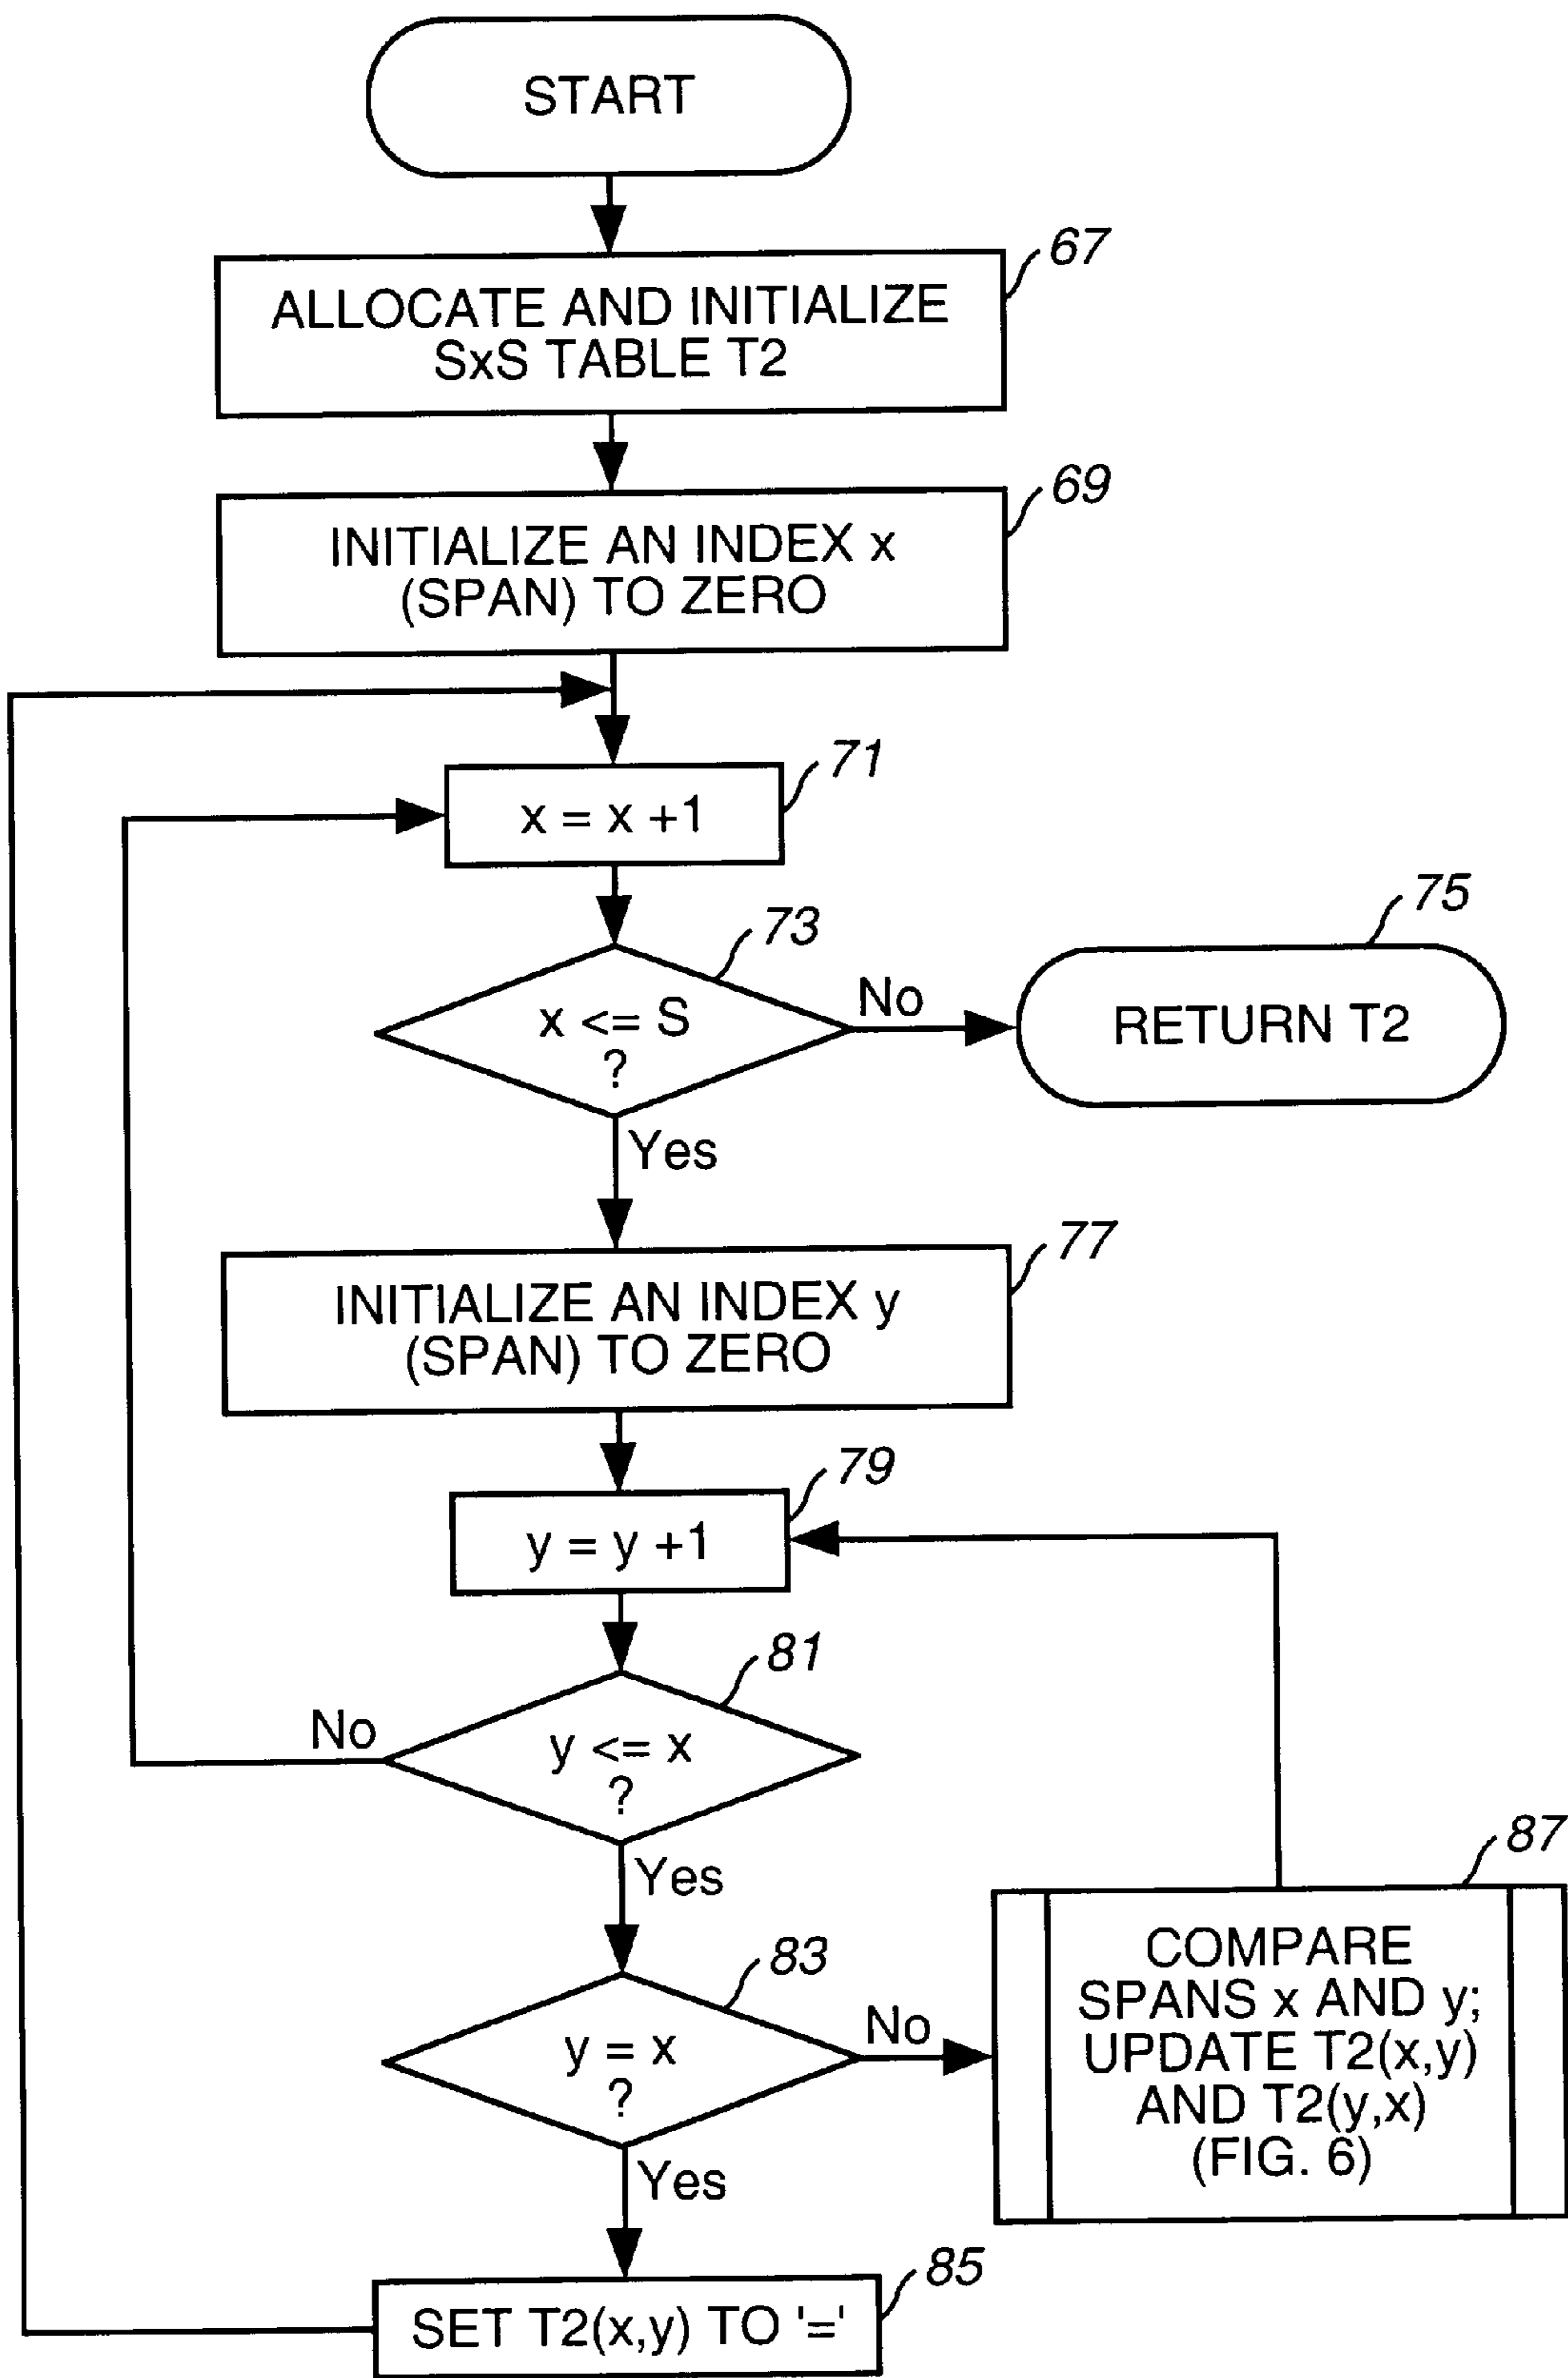 START
67
ALLOCATE AND INITIALIZE
SxS TABLE T2
69
INITIALIZE AN INDEX x
(SPAN) TO ZERO
71
x = x +1
73
x <= S
?
No
75
RETURN T2
Yes
77
INITIALIZE AN INDEX y
(SPAN) TO ZERO
79
y = y +1
81
No
y <= x
?
Yes
83
y = x
?
No
87
COMPARE
SPANS x AND y;
UPDATE T2(x,y)
AND T2(y,x)
(FIG. 6)
Yes
85
SET T2(x,y) TO '='